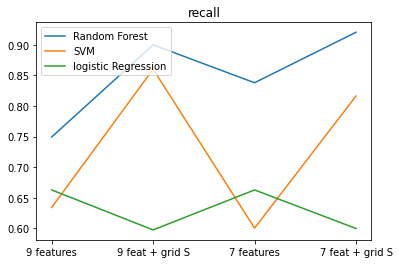 recall
Random Forest
SVM
logistic Regression
0.90
0.85
0.80
0.75
0.70
0.65
0.60
9 features
9 feat + grid S
7 features
7 feat + grid S